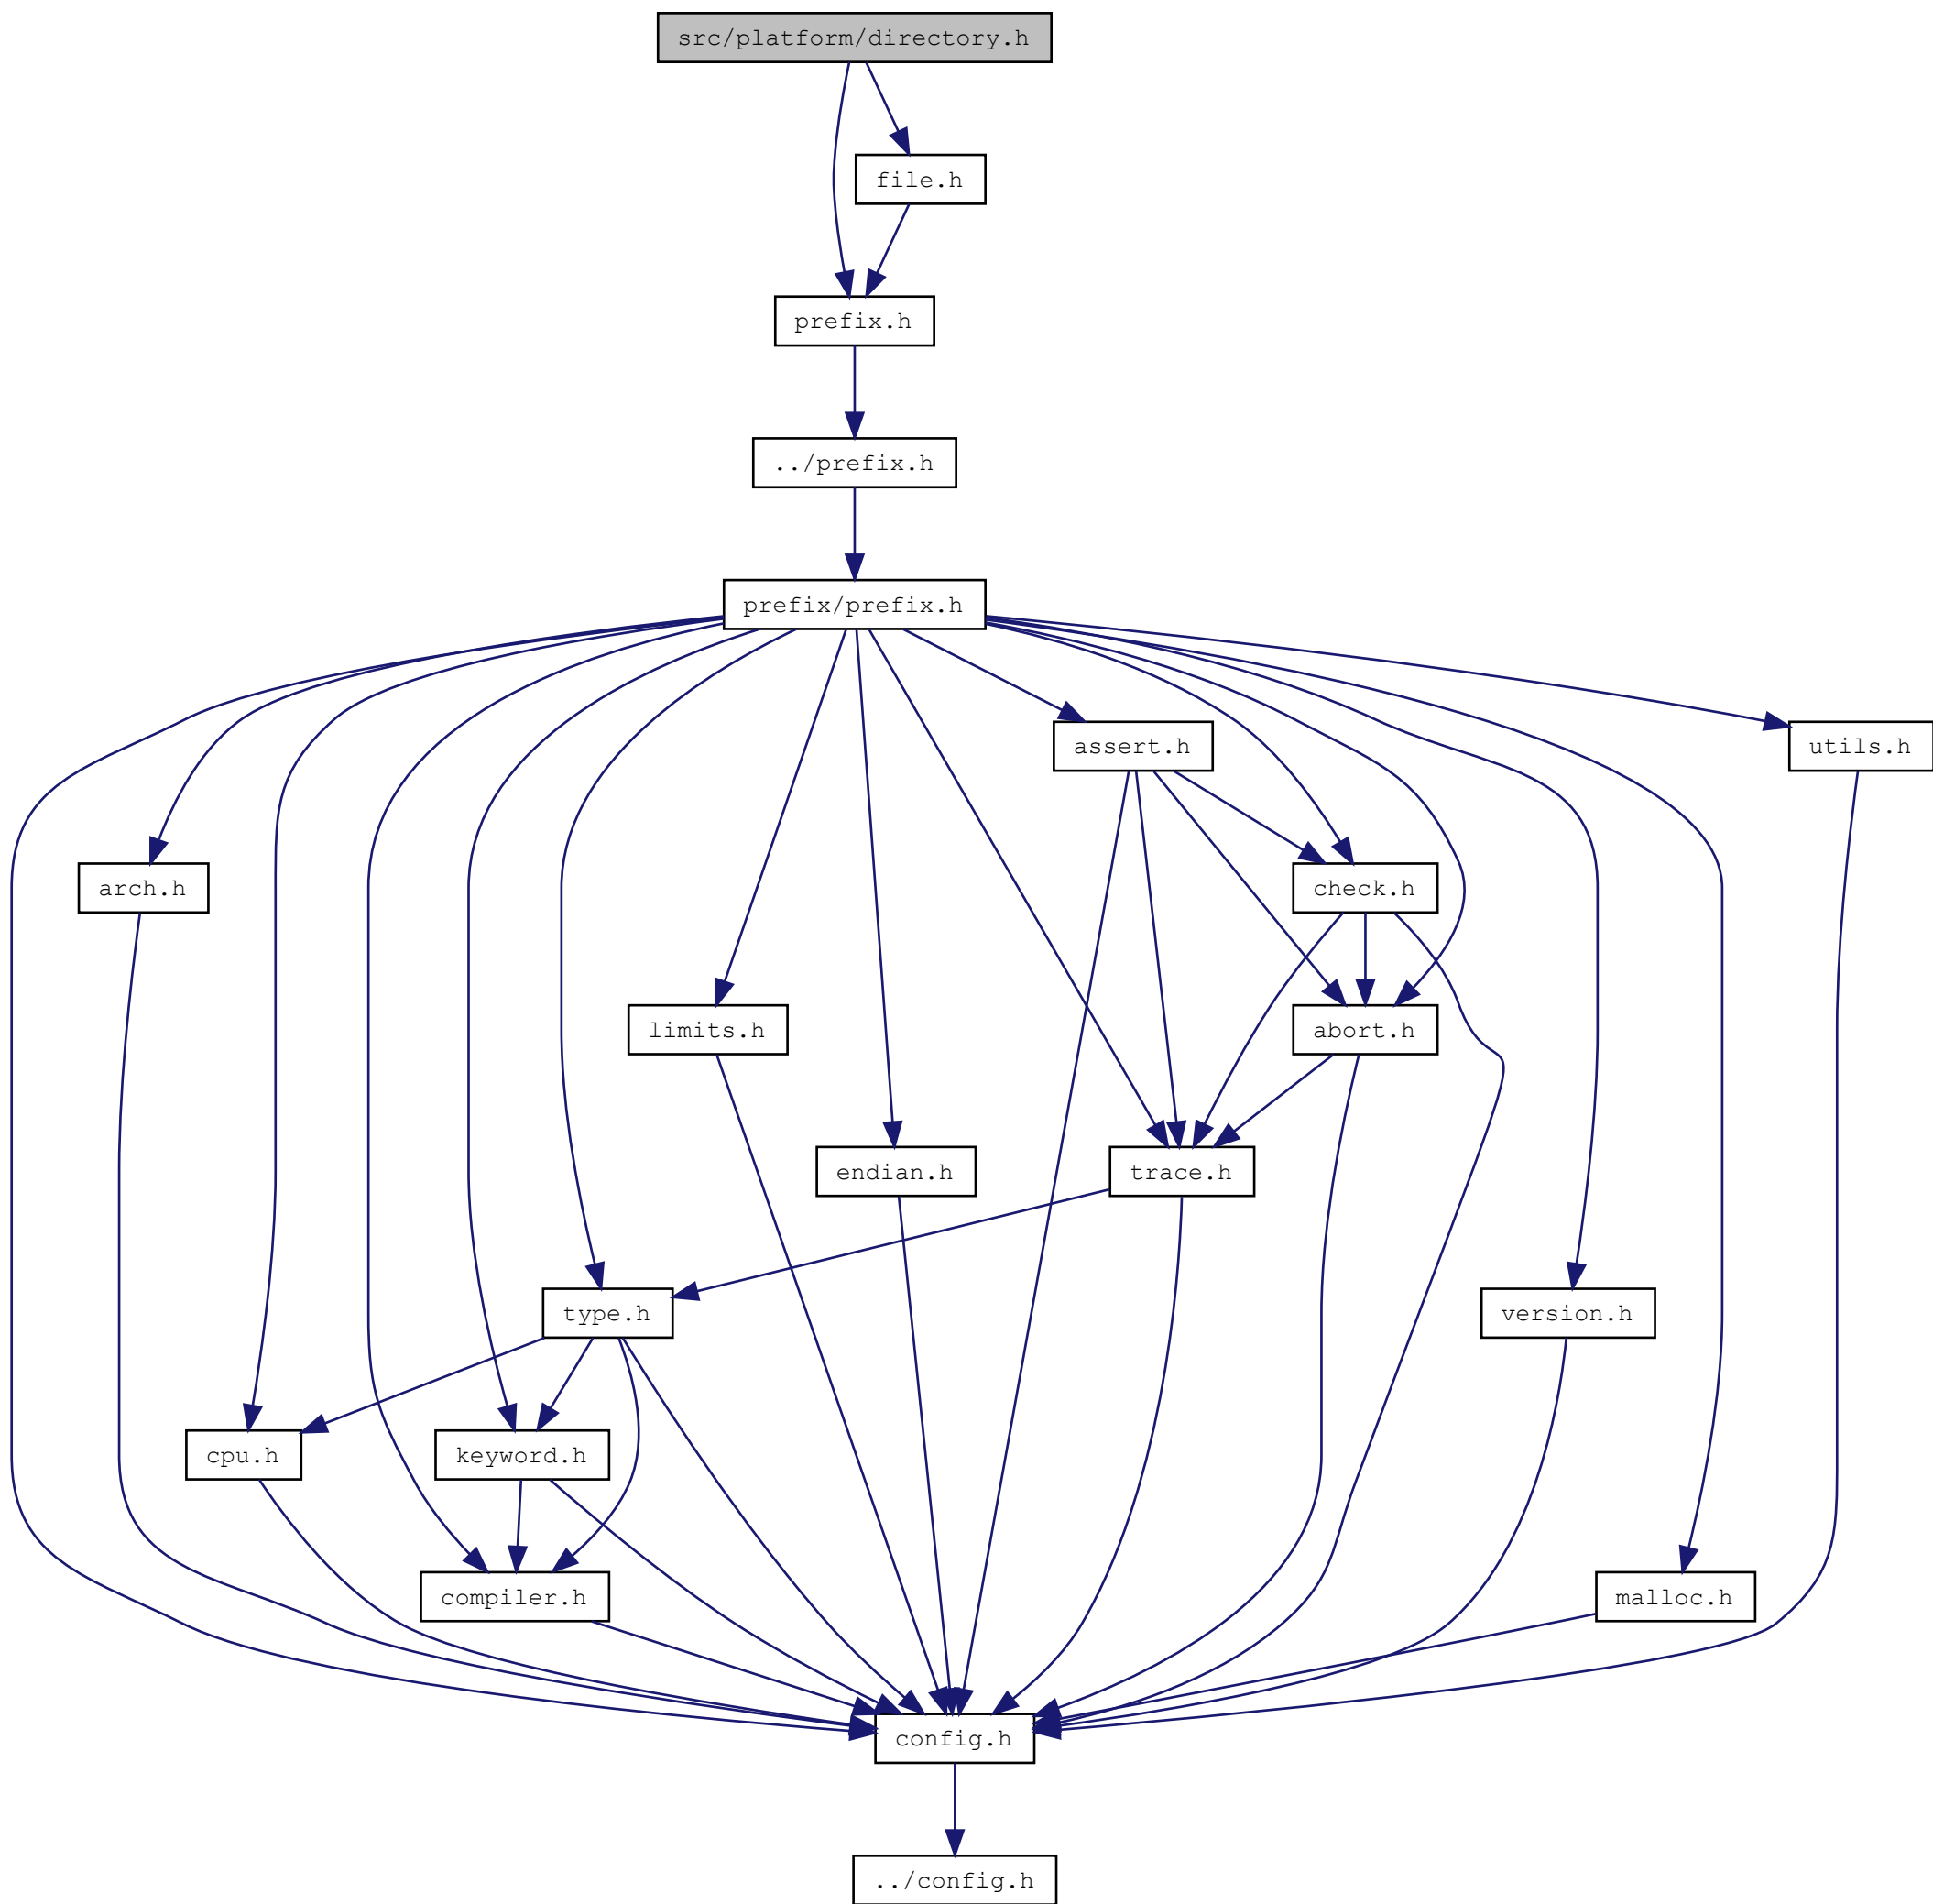 src/platform/directory.h
file.h
prefix.h
../prefix.h
prefix/prefix.h
assert.h
utils.h
arch.h
check.h
limits.h
abort.h
endian.h
trace.h
type.h
version.h
cpu.h
keyword.h
compiler.h
malloc.h
config.h
../config.h